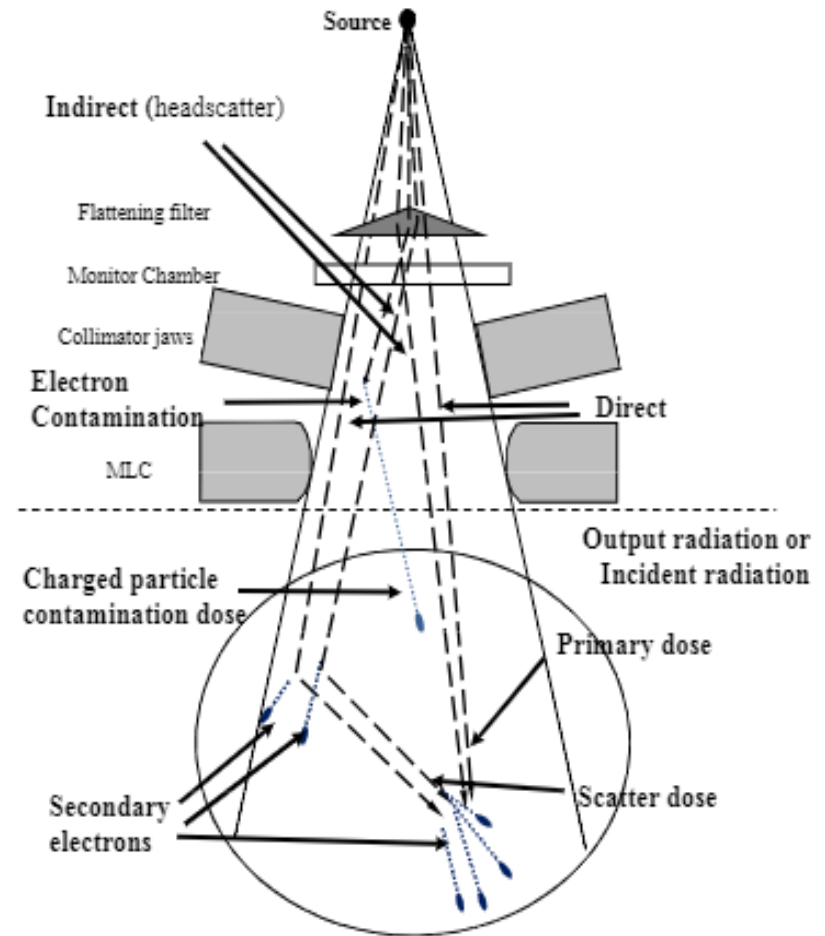 Source
Indirect (headscatter)
Flattening filter
Monitor Chamber
Collimator jaws
Electron
Contamination
Direct
MLC
Output radiation or
Incident radiation
Charged particle
contamination dose
Primary dose
Scatter dose
Secondary
electrons